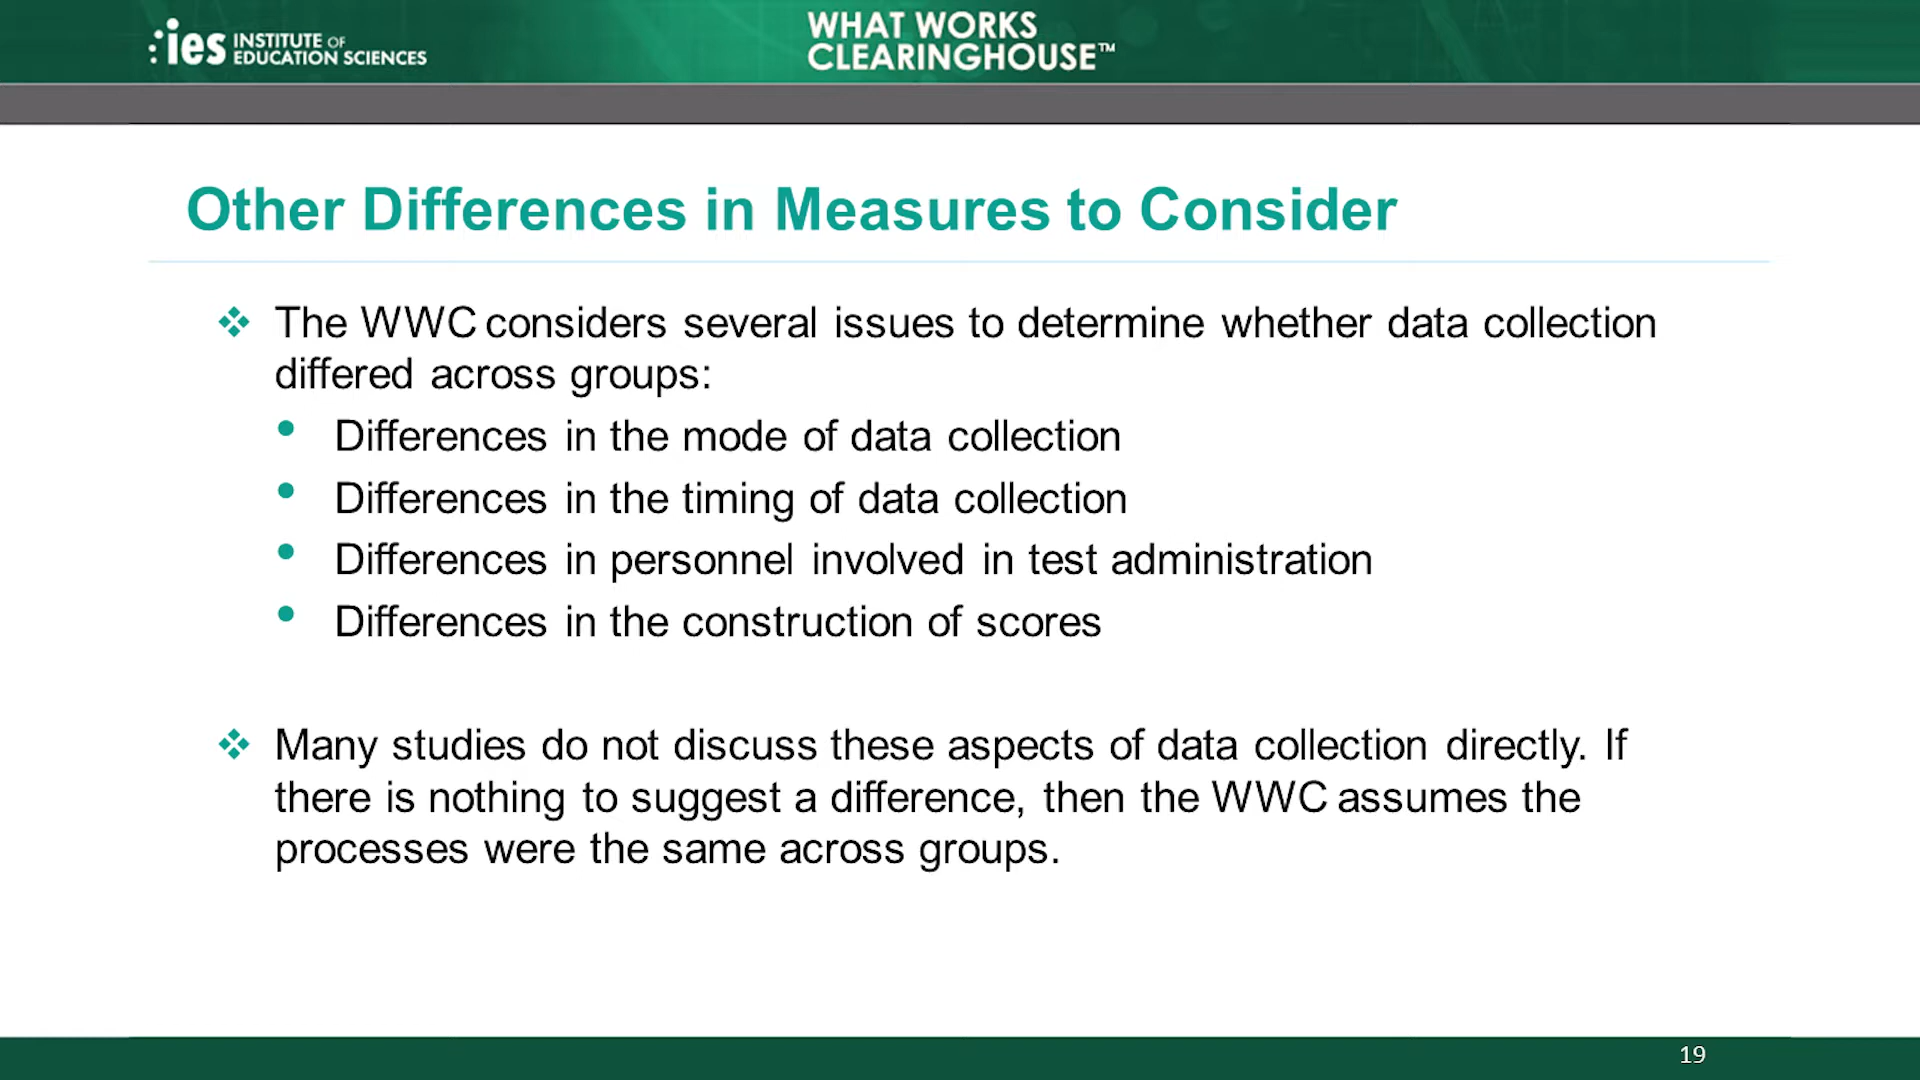 ies INSTITUTE OF
EDUCATION SCIENCES
WHAT WORKS
CLEARINGHOUSE™
Other Differences in Measures to Consider
❖ The WWC considers several issues to determine whether data collection
differed across groups:
• Differences in the mode of data collection
• Differences in the timing of data collection
• Differences in personnel involved in test administration
• Differences in the construction of scores
❖ Many studies do not discuss these aspects of data collection directly. If
there is nothing to suggest a difference, then the WWC assumes the
processes were the same across groups.
19